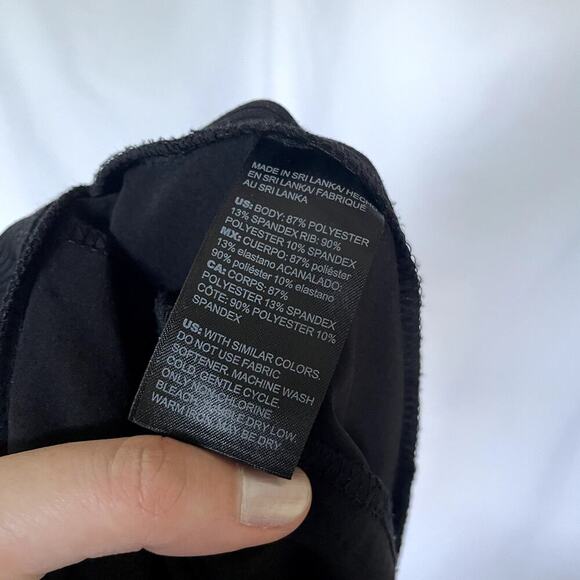 MADE IN SRI LANKA/ HECHO
EN SRI LANKA/ FABRIQUÉ
AU SRI LANKA
US: BODY: 87% POLYESTER
13% SPANDEX RIB: 90%
POLYESTER 10% SPANDEX
MX: CUERPO: 87% poliéster
13% elastano ACANALADO:
90% poliéster 10% elastano
CA: CORPS: 87%
POLYESTER 13% SPANDEX
CÔTE: 90% POLYESTER 10%
SPANDEX
US: WITH SIMILAR COLORS.
DO NOT USE FABRIC
SOFTENER. MACHINE WASH
COLD. GENTLE CYCLE
ONLY NON-CHLORINE
BLEACH. TUMBLE DRY LOW.
WARM IRON. MAY BE DRY